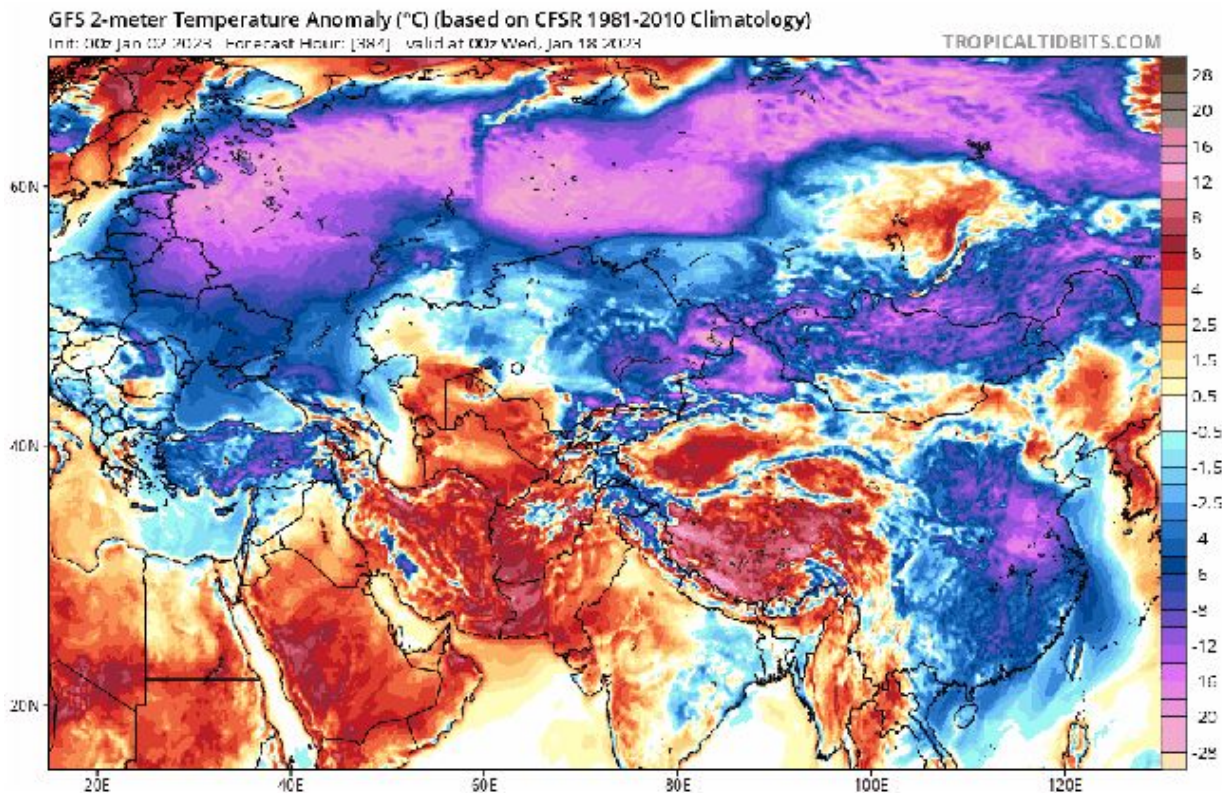 GFS 2-meter Temperature Anomaly (°C) (based on CFSR 1981-2010 Climatology)
Init: 00z Jan 02 2023 Forecast Hour: [384] valid at 00z Wed, Jan 18 2023
TROPICALTIDBITS.COM
28
20
16
12
8
6
4
2.5
1.5
0.5
-0.5
-1.5
-2.5
-4
-6
-8
-12
-16
-20
-28
60N
40N
20N
20E
40E
60E
80E
100E
120E